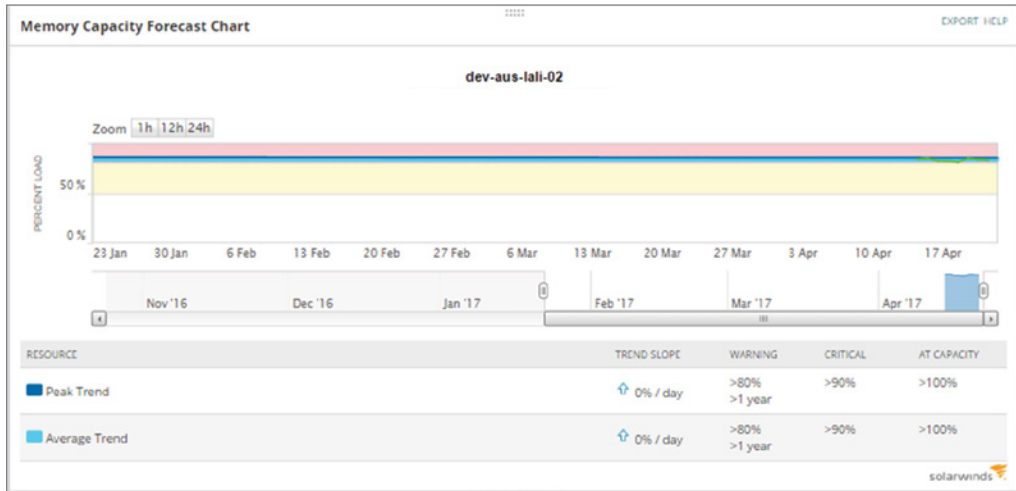 Memory Capacity Forecast Chart
EXPORT HELP
dev-aus-lali-02
Zoom 1h 12h 24h
PERCENT LOAD
50 %
0 %
23 Jan 30 Jan 6 Feb 13 Feb 20 Feb 27 Feb 6 Mar 13 Mar 20 Mar 27 Mar 3 Apr 10 Apr 17 Apr
Nov '16 Dec '16 Jan '17 Feb '17 Mar '17 Apr '17
RESOURCE TREND SLOPE WARNING CRITICAL AT CAPACITY
Peak Trend 0% / day >80% >90% >100%
>1 year
Average Trend 0% / day >80% >90% >100%
>1 year
solarwinds